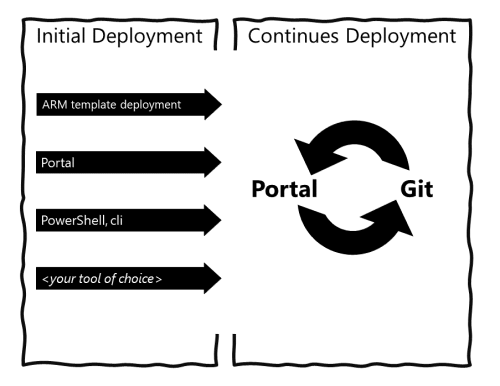 Initial Deployment
Continues Deployment
ARM template deployment
Portal
PowerShell, cli
<your tool of choice>
Portal
Git